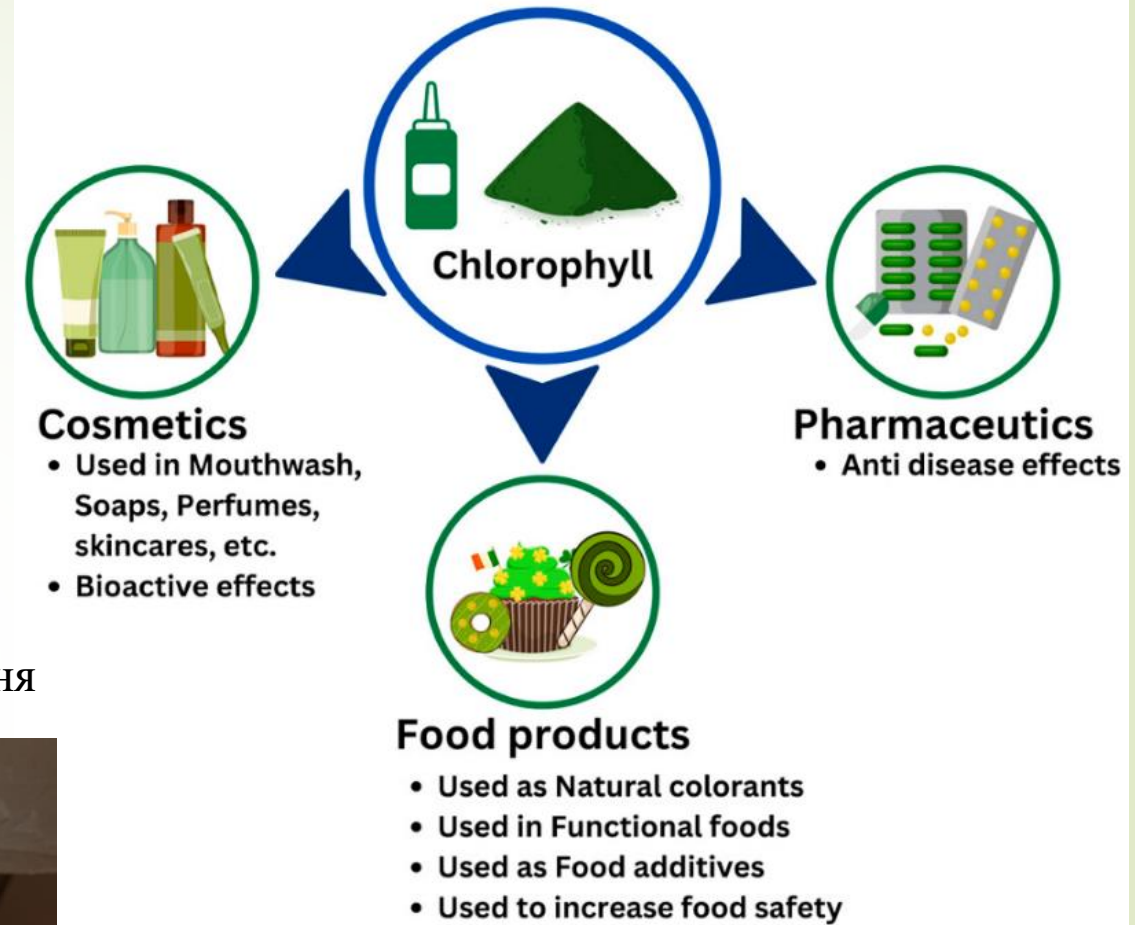 Chlorophyll
Cosmetics
• Used in Mouthwash,
Soaps, Perfumes,
skincares, etc.
• Bioactive effects
Pharmaceutics
• Anti disease effects
ня
Food products
• Used as Natural colorants
• Used in Functional foods
• Used as Food additives
• Used to increase food safety